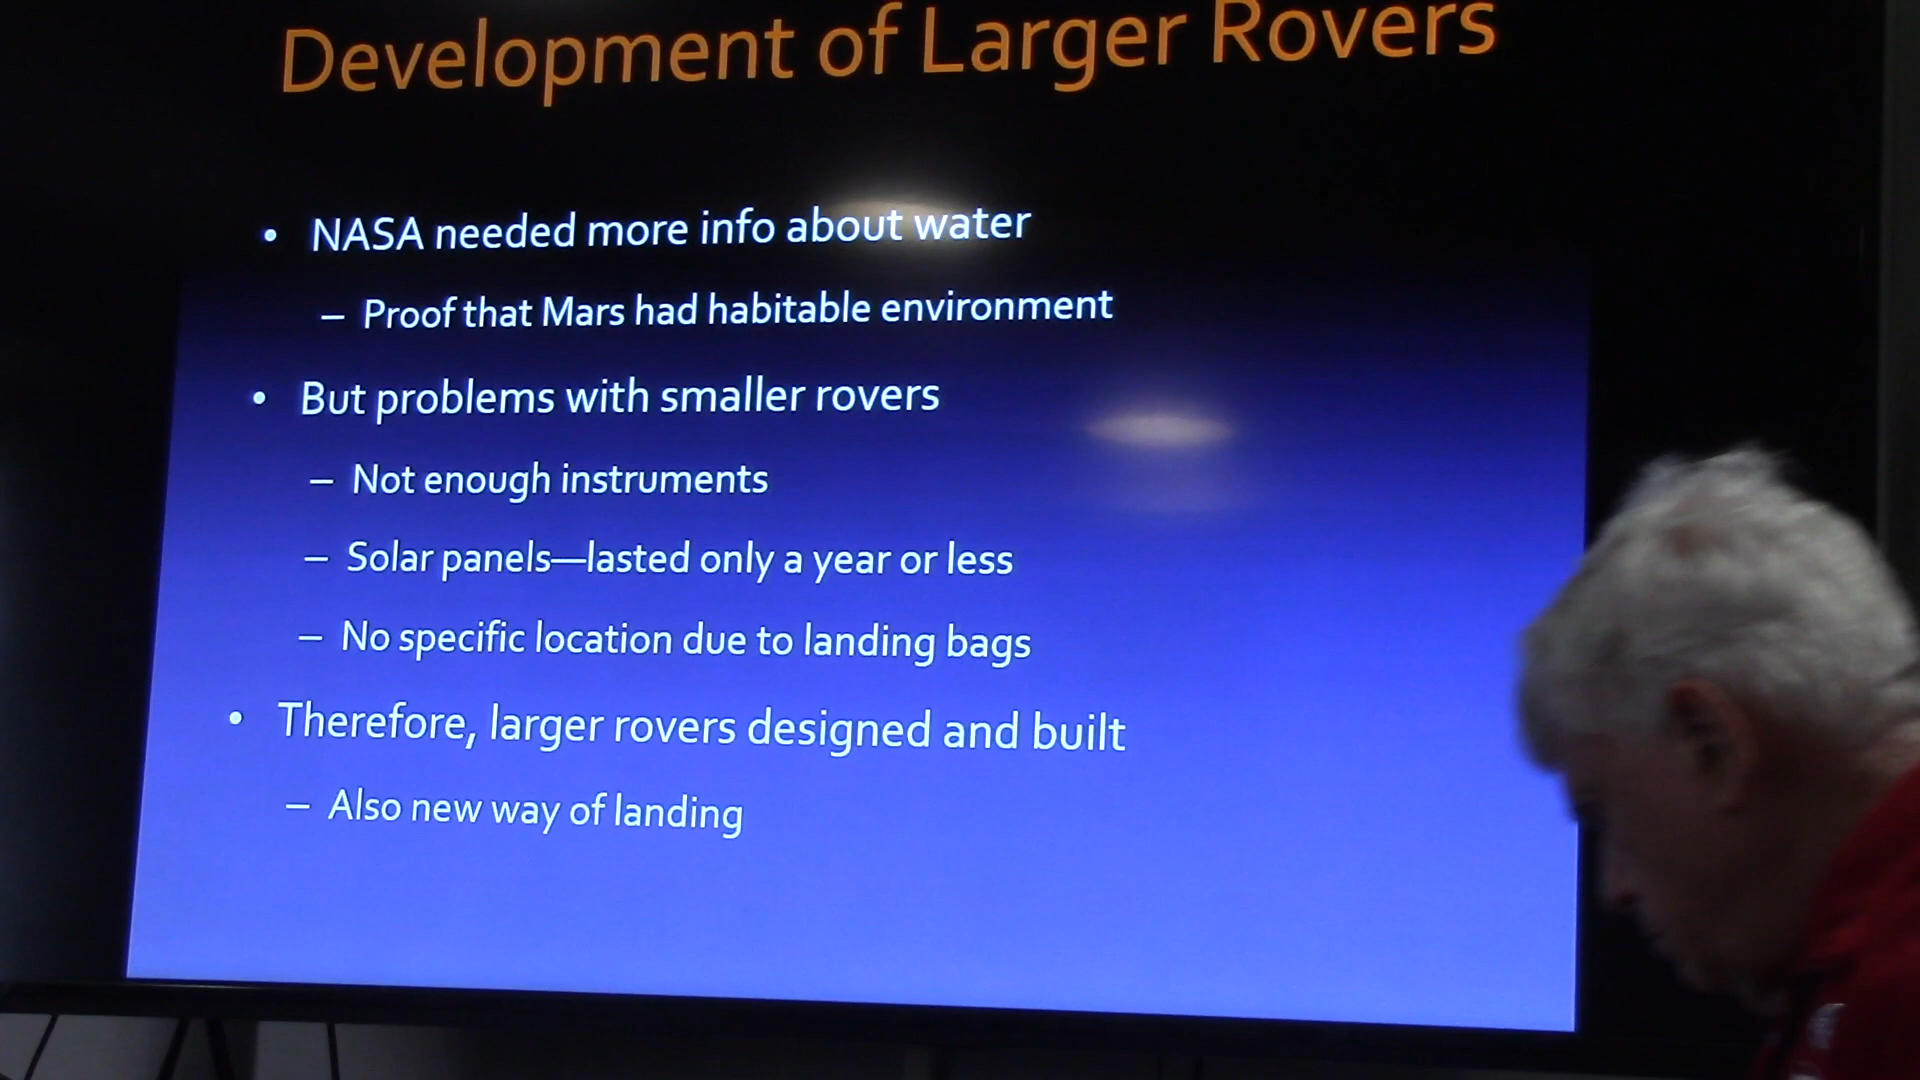 Development of Larger Rovers
• NASA needed more info about water
– Proof that Mars had habitable environment
• But problems with smaller rovers
– Not enough instruments
– Solar panels—lasted only a year or less
– No specific location due to landing bags
• Therefore, larger rovers designed and built
– Also new way of landing